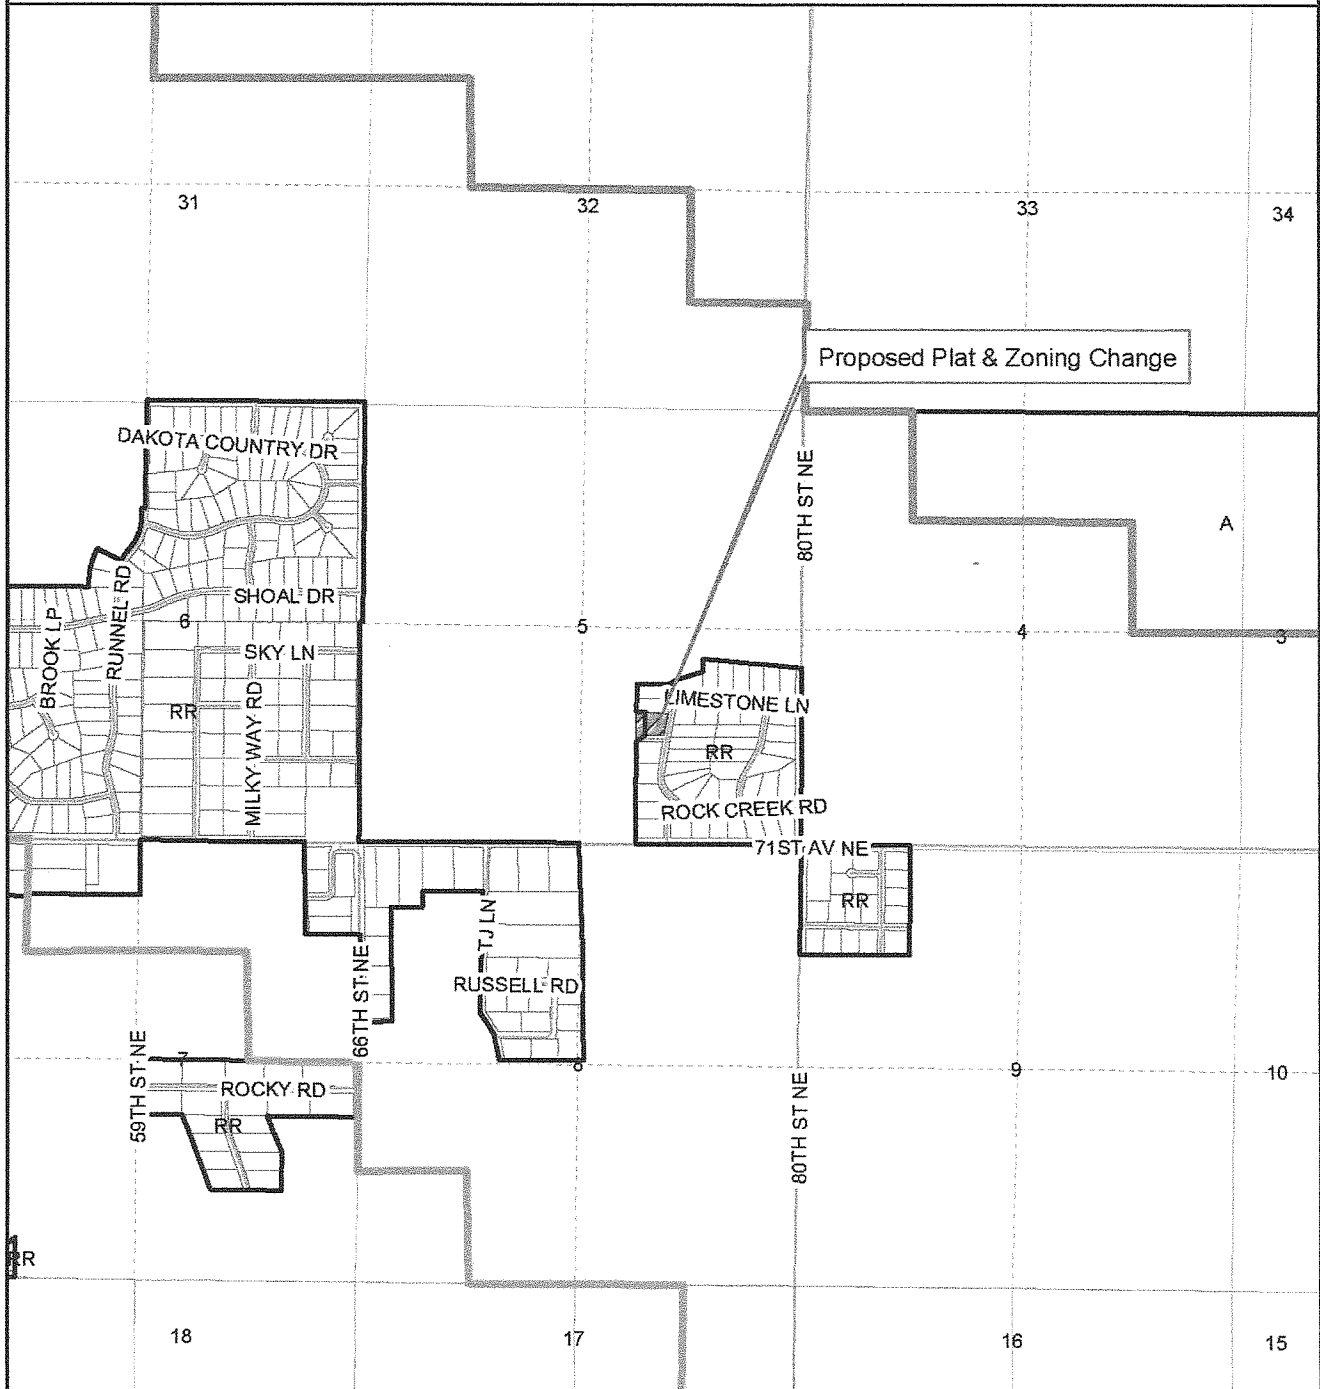 31
32
33
34
Proposed Plat & Zoning Change
DAKOTA COUNTRY DR
80TH ST NE
A
SHOAL DR
RUNNEL RD
BROOK LP
6
5
4
3
SKY LN
RR
MILKY WAY RD
LIMESTONE LN
RR
ROCK CREEK RD
71ST AV NE
RR
TJ LN
66TH ST NE
RUSSELL RD
59TH ST NE
7
8
9
10
ROCKY RD
RR
80TH ST NE
RR
18
17
16
15